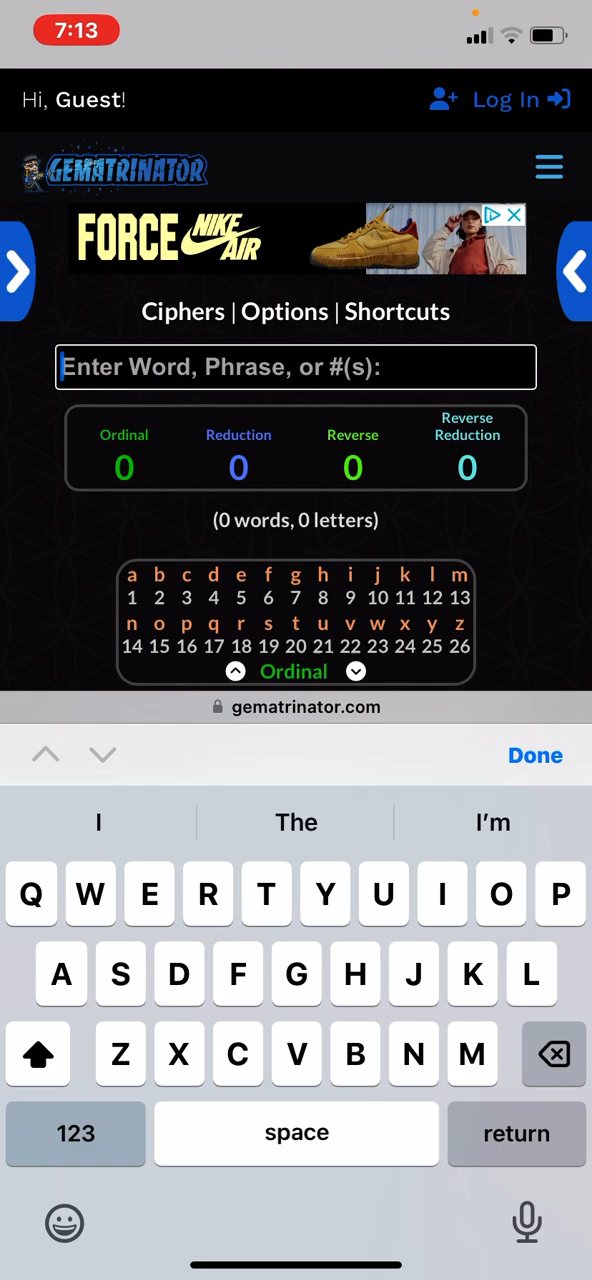 7:13
Hi, Guest!
Log In
GEMATRINATOR
FORCE NIKE AIR
Ciphers | Options | Shortcuts
Enter Word, Phrase, or #(s):
Ordinal Reduction Reverse Reverse Reduction
0 0 0 0
(0 words, 0 letters)
a b c d e f g h i j k l m
1 2 3 4 5 6 7 8 9 10 11 12 13
n o p q r s t u v w x y z
14 15 16 17 18 19 20 21 22 23 24 25 26
Ordinal
gematrinator.com
Done
I The I'm
Q W E R T Y U I O P
A S D F G H J K L
Z X C V B N M
123 space return